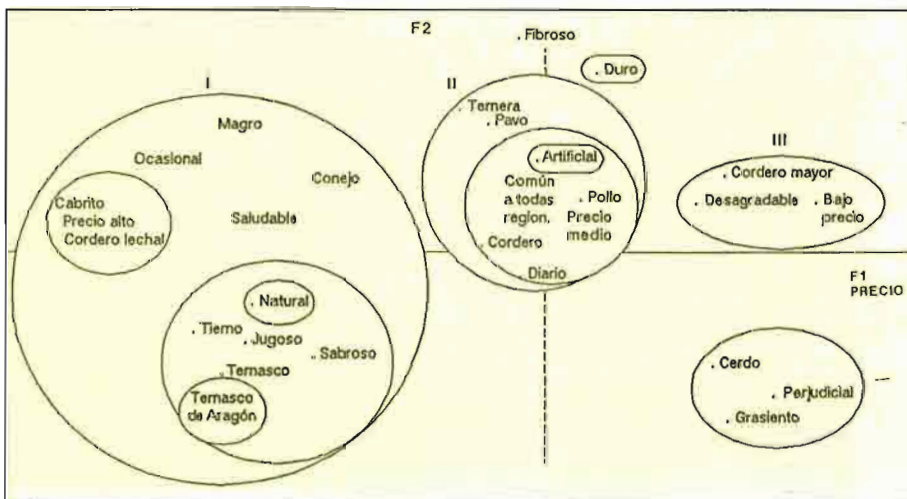 F2
. Fibroso
. Duro
I
II
III
Magro
Ocasional
Conejo
Cabrito
Precio alto
Cordero lechal
Saludable
. Natural
. Tierno
. Jugoso
. Sabroso
. Ternasco
Ternasco
de Aragón
. Ternera
. Pavo
. Artificial
Común
a todas
region.
. Pollo
Precio
medio
. Cordero
. Diario
. Cordero mayor
. Desagradable
. Bajo
precio
F1
PRECIO
. Cerdo
. Perjudicial
. Grasiento